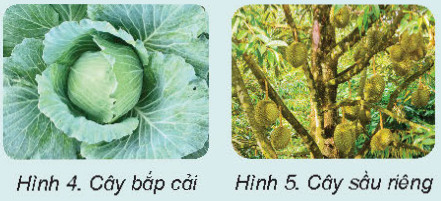 Hình 4. Cây bắp cải
Hình 5. Cây sầu riêng